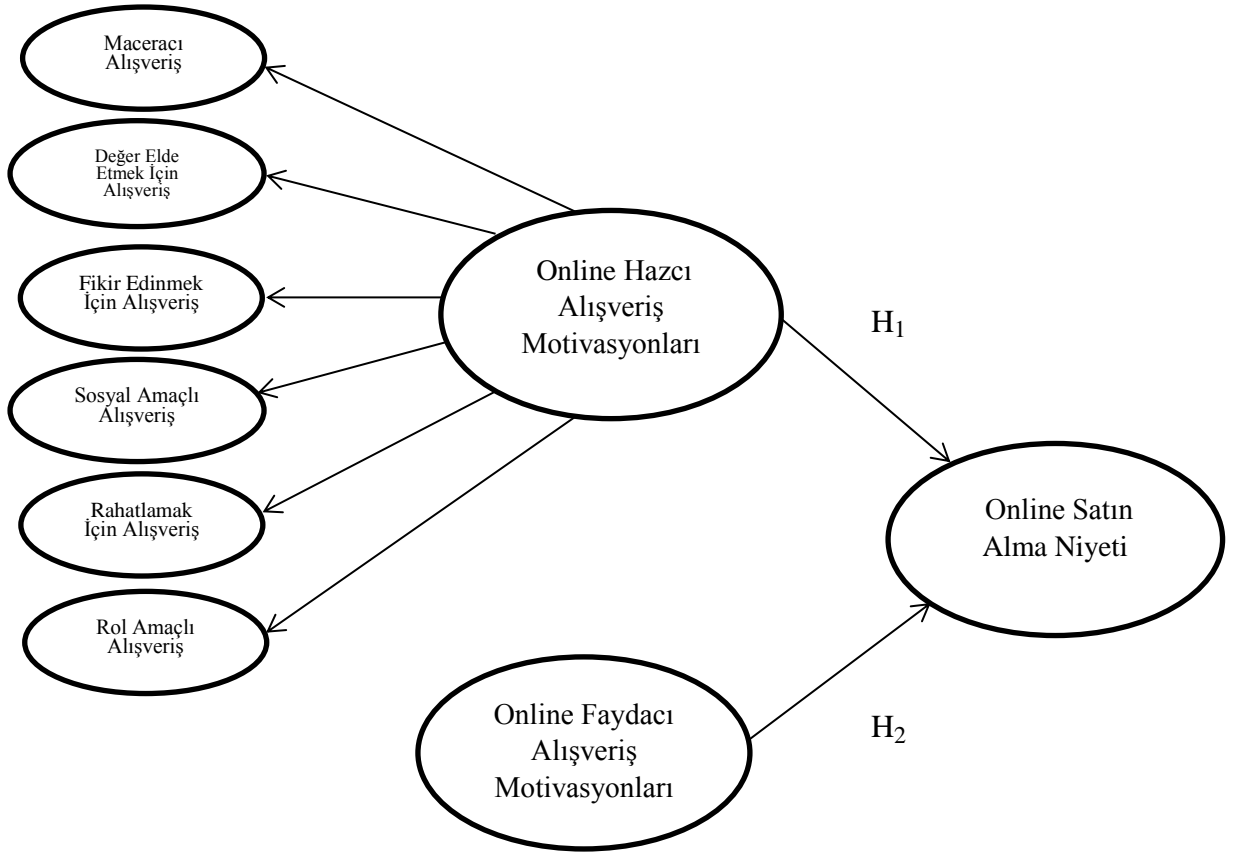 Maceracı
Alışveriş
Değer Elde
Etmek İçin
Alışveriş
Fikir Edinmek
İçin Alışveriş
Sosyal Amaçlı
Alışveriş
Rahatlamak
İçin Alışveriş
Rol Amaçlı
Alışveriş
Online Hazcı
Alışveriş
Motivasyonları
H1
Online Satın
Alma Niyeti
Online Faydacı
Alışveriş
Motivasyonları
H2